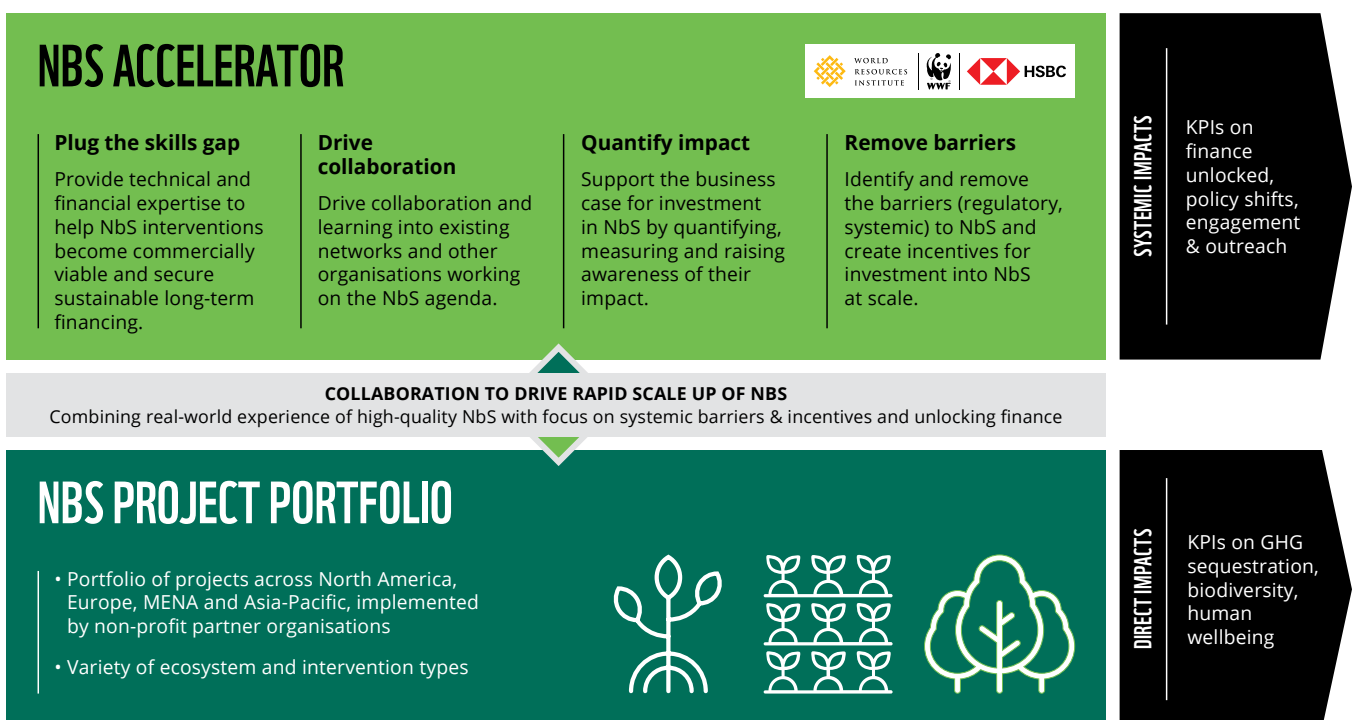 NBS ACCELERATOR
WORLD
RESOURCES
INSTITUTE
WWF
HSBC
Plug the skills gap
Provide technical and
financial expertise to
help NbS interventions
become commercially
viable and secure
sustainable long-term
financing.
Drive
collaboration
Drive collaboration and
learning into existing
networks and other
organisations working
on the NbS agenda.
Quantify impact
Support the business
case for investment
in NbS by quantifying,
measuring and raising
awareness of their
impact.
Remove barriers
Identify and remove
the barriers (regulatory,
systemic) to NbS and
create incentives for
investment into NbS
at scale.
SYSTEMIC IMPACTS
KPIs on
finance
unlocked,
policy shifts,
engagement
& outreach
COLLABORATION TO DRIVE RAPID SCALE UP OF NBS
Combining real-world experience of high-quality NbS with focus on systemic barriers & incentives and unlocking finance
NBS PROJECT PORTFOLIO
• Portfolio of projects across North America,
Europe, MENA and Asia-Pacific, implemented
by non-profit partner organisations
• Variety of ecosystem and intervention types
DIRECT IMPACTS
KPIs on GHG
sequestration,
biodiversity,
human
wellbeing